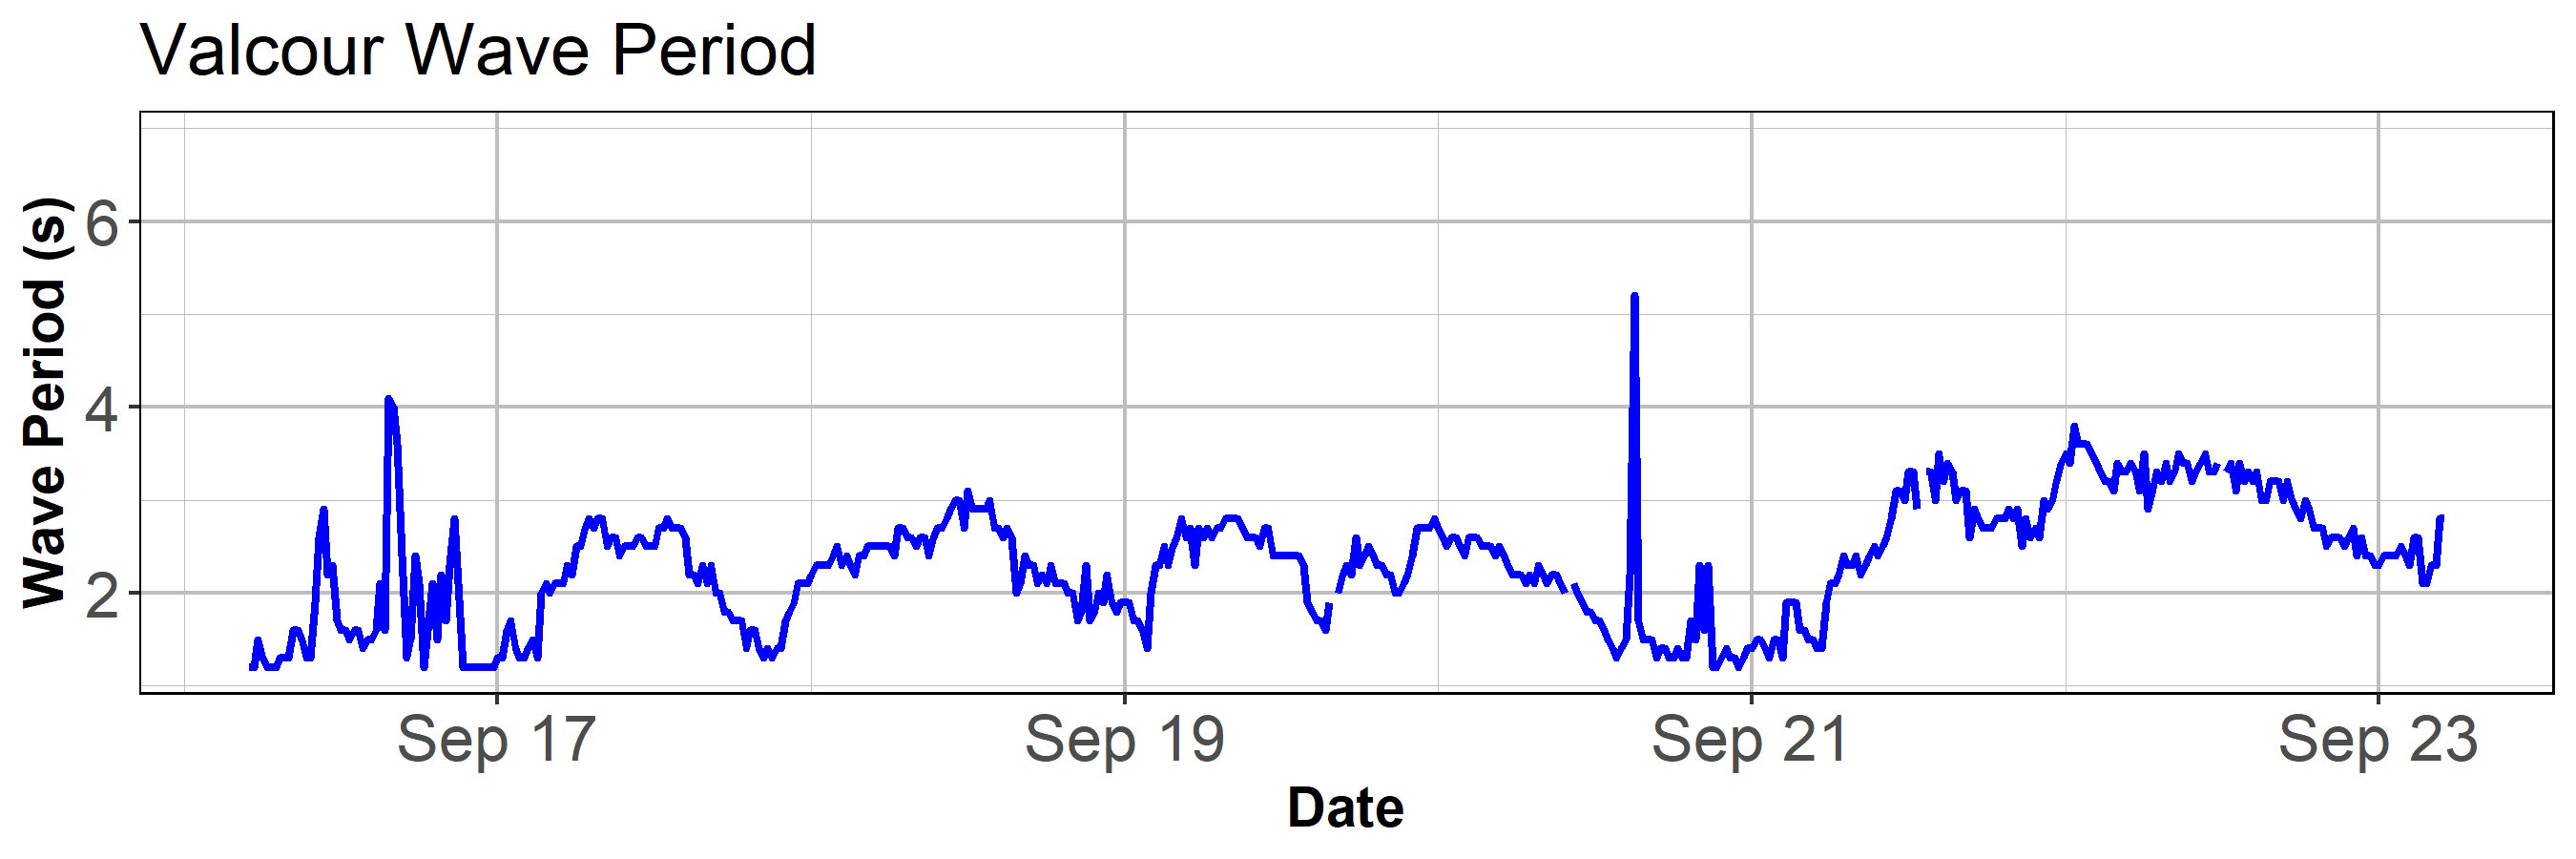 Valcour Wave Period
Wave Period (s)
6
4
2
Sep 17
Sep 19
Sep 21
Sep 23
Date